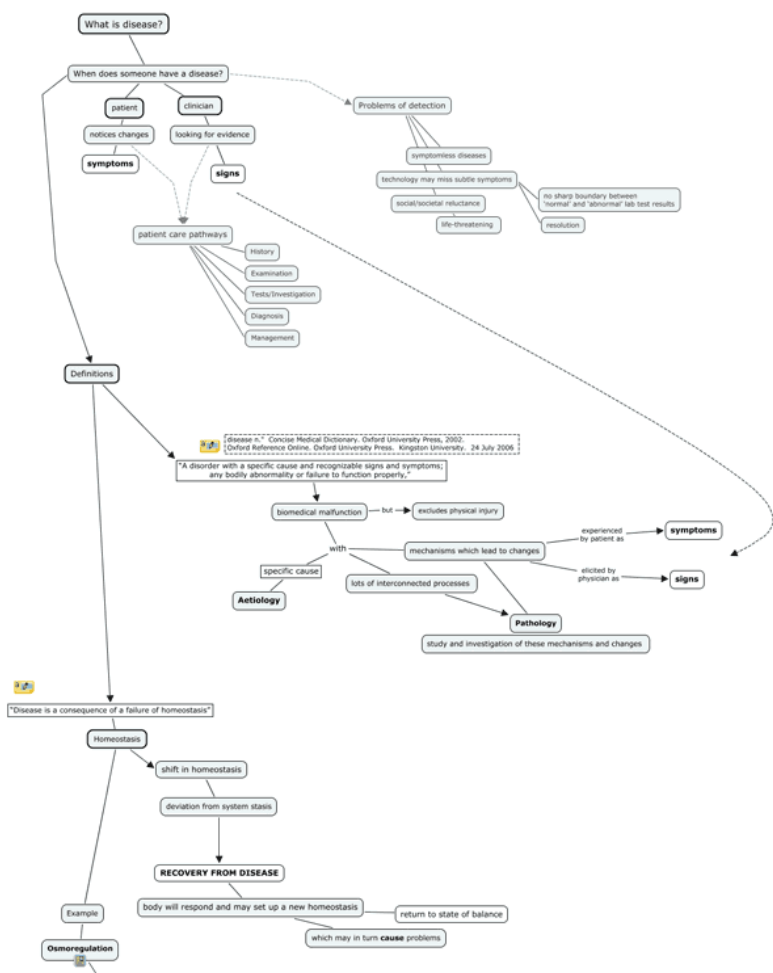 What is disease?
When does someone have a disease?
patient
clinician
notices changes
looking for evidence
symptoms
signs
Problems of detection
symptomless diseases
technology may miss subtle symptoms
no sharp boundary between
'normal' and 'abnormal' lab test results
resolution
social/societal reluctance
life-threatening
patient care pathways
History
Examination
Tests/Investigation
Diagnosis
Management
Definitions
disease n." Concise Medical Dictionary. Oxford University Press, 2002.
Oxford Reference Online. Oxford University Press. Kingston University. 24 July 2006
"A disorder with a specific cause and recognizable signs and symptoms;
any bodily abnormality or failure to function properly,"
biomedical malfunction
but
excludes physical injury
with
mechanisms which lead to changes
experienced
by patient as
symptoms
elicited by
physician as
signs
specific cause
Aetiology
lots of interconnected processes
Pathology
study and investigation of these mechanisms and changes
"Disease is a consequence of a failure of homeostasis"
Homeostasis
shift in homeostasis
deviation from system stasis
RECOVERY FROM DISEASE
body will respond and may set up a new homeostasis
return to state of balance
which may in turn cause problems
Example
Osmoregulation